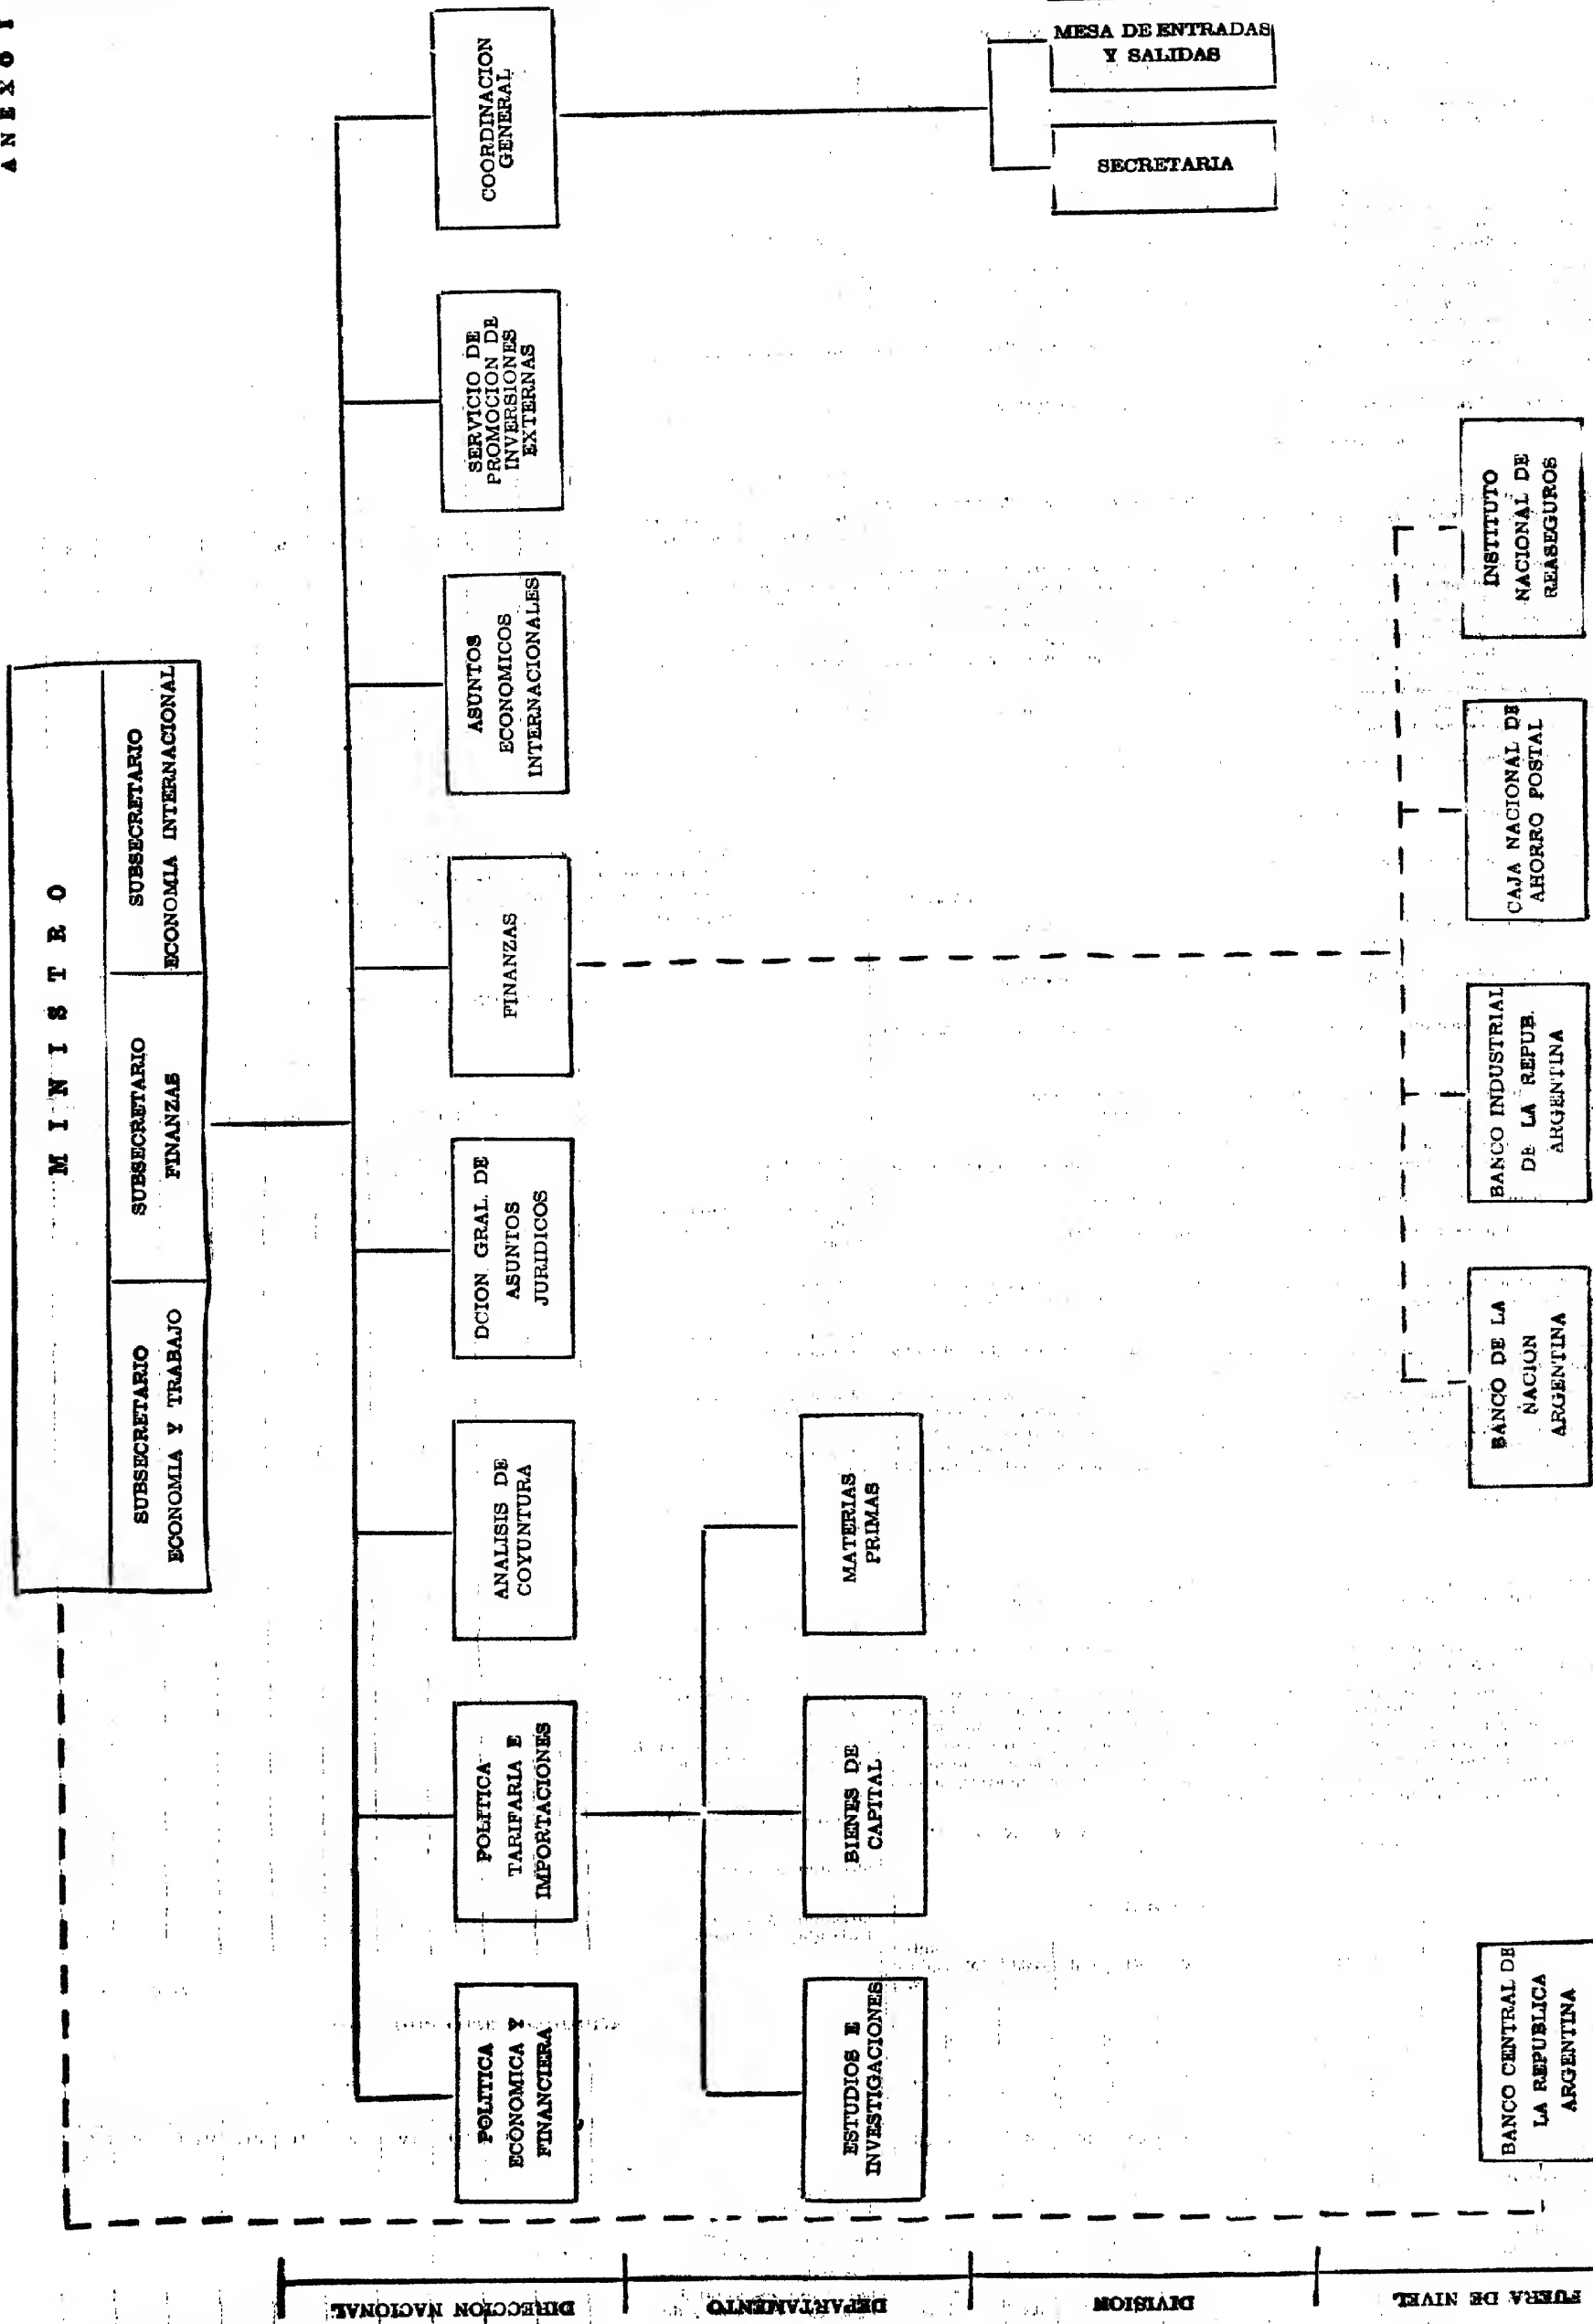 ANEXO I
MINISTRO
SUBSECRETARIO
ECONOMIA Y TRABAJO
SUBSECRETARIO
FINANZAS
SUBSECRETARIO
ECONOMIA INTERNACIONAL
DIRECCION NACIONAL
POLITICA
ECONOMICA Y
FINANCIERA
POLITICA
TARIFARIA E
IMPORTACIONES
ANALISIS DE
COYUNTURA
DCION GRAL. DE
ASUNTOS
JURIDICOS
FINANZAS
ASUNTOS
ECONOMICOS
INTERNACIONALES
SERVICIO DE
PROMOCION DE
INVERSIONES
EXTERNAS
COORDINACION
GENERAL
DEPARTAMENTO
ESTUDIOS E
INVESTIGACIONES
BIENES DE
CAPITAL
MATERIAS
PRIMAS
DIVISION
SECRETARIA
MESA DE ENTRADAS
Y SALIDAS
FUERA DE NIVEL
BANCO CENTRAL DE
LA REPUBLICA
ARGENTINA
BANCO DE LA
NACION
ARGENTINA
BANCO INDUSTRIAL
DE LA REPUB.
ARGENTINA
CAJA NACIONAL DE
AHORRO POSTAL
INSTITUTO
NACIONAL DE
REASEGUROS